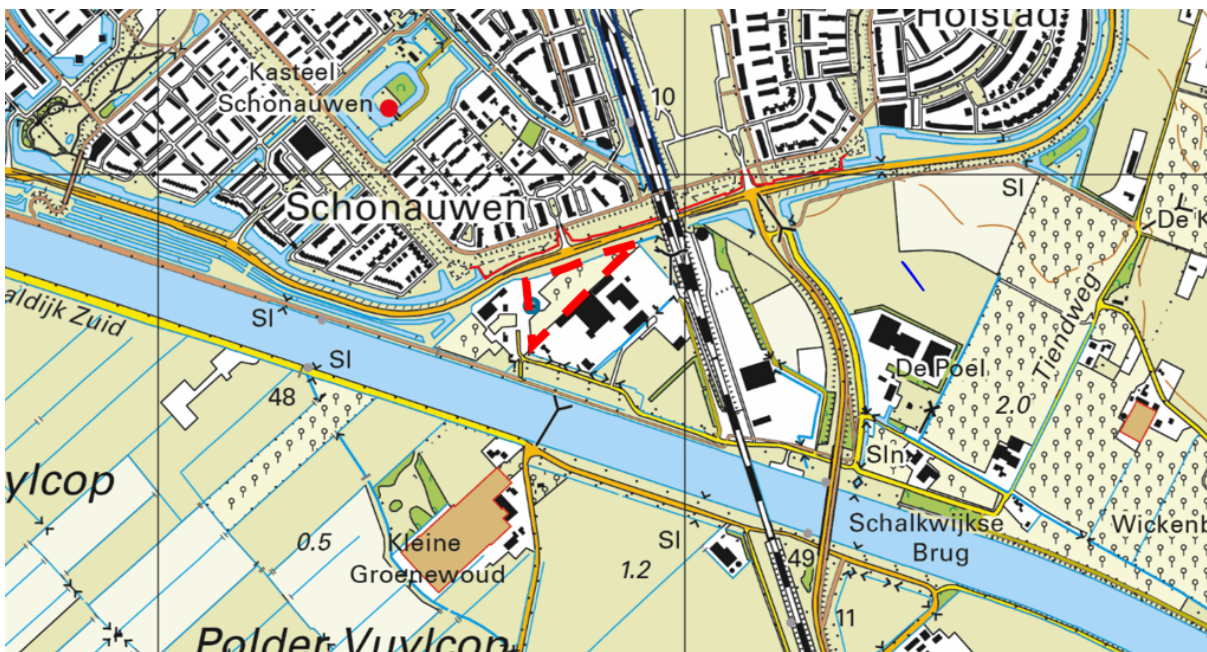 Hofstad
Kasteel
Schonauwen
10
Schonauwen
Sl
De K
aldijk Zuid
Sl
Sl
Tiendweg
De Poel
48
2.0
ylcop
Sln
0.5
Kleine
Groenewoud
Sl
1.2
49
Schalkwijkse
Brug
Wickenb
11
Polder Vuylcop